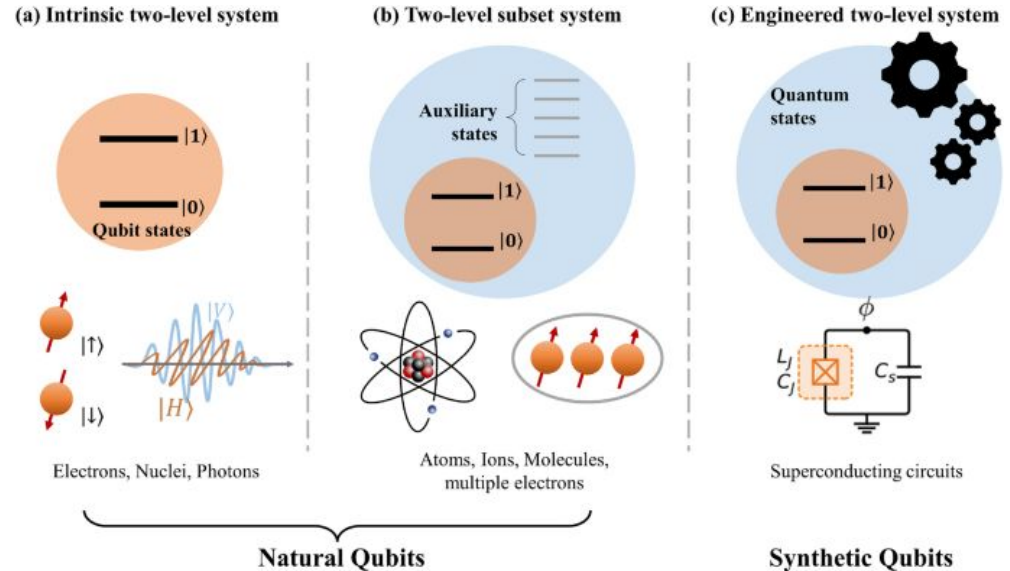 (a) Intrinsic two-level system
|1⟩
|0⟩
Qubit states
|↑⟩
|↓⟩
|V⟩
|H⟩
Electrons, Nuclei, Photons
(b) Two-level subset system
Auxiliary
states
|1⟩
|0⟩
Atoms, Ions, Molecules,
multiple electrons
Natural Qubits
(c) Engineered two-level system
Quantum
states
|1⟩
|0⟩
ϕ
L_J
C_J
C_s
Superconducting circuits
Synthetic Qubits